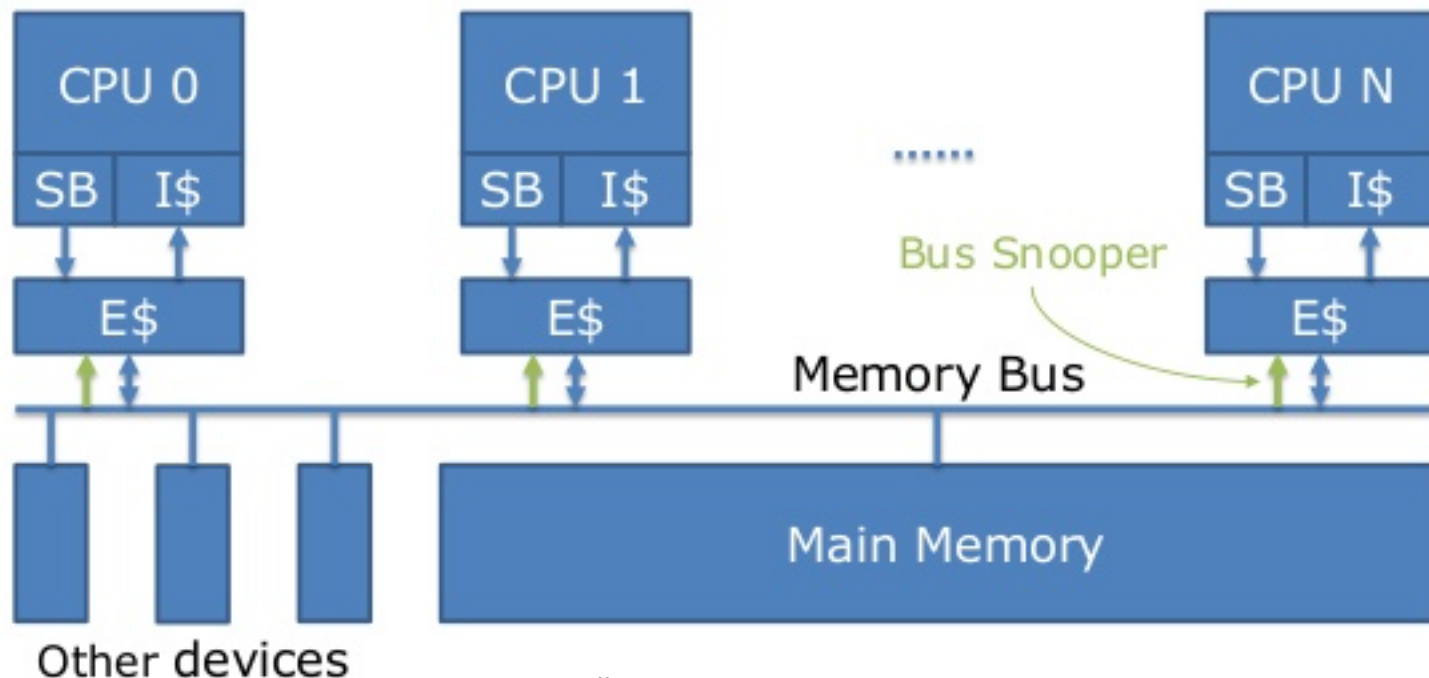 CPU 0
CPU 1
CPU N
......
SB I$
SB I$
SB I$
Bus Snooper
E$
E$
E$
Memory Bus
Main Memory
Other devices